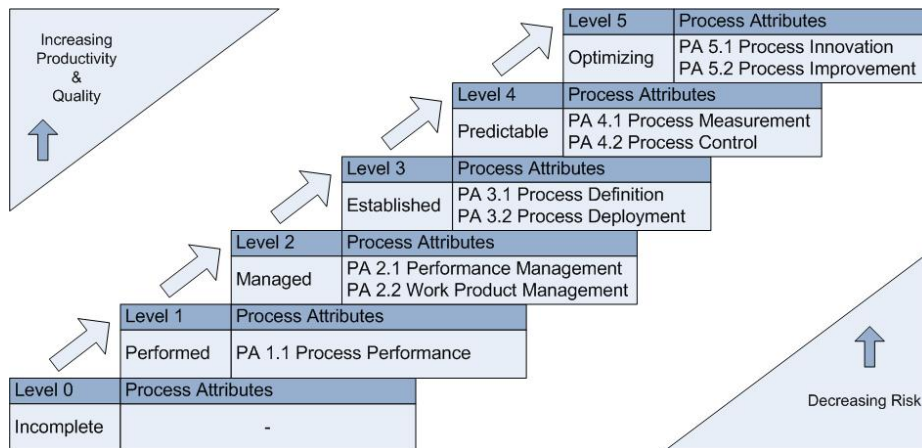 Increasing
Productivity
&
Quality
Level 5 Process Attributes
Optimizing PA 5.1 Process Innovation
PA 5.2 Process Improvement
Level 4 Process Attributes
Predictable PA 4.1 Process Measurement
PA 4.2 Process Control
Level 3 Process Attributes
Established PA 3.1 Process Definition
PA 3.2 Process Deployment
Level 2 Process Attributes
Managed PA 2.1 Performance Management
PA 2.2 Work Product Management
Level 1 Process Attributes
Performed PA 1.1 Process Performance
Level 0 Process Attributes
Incomplete -
Decreasing Risk